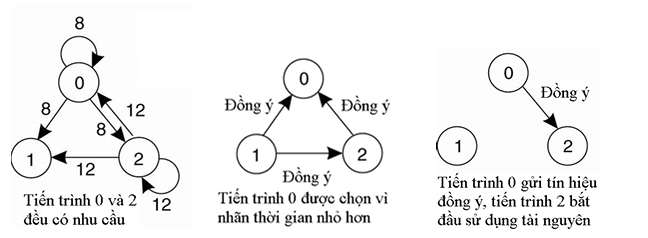 8
0
8
12
8
1
2
12
12
Tiến trình 0 và 2
đều có nhu cầu
0
Đồng ý
Đồng ý
1
2
Đồng ý
Tiến trình 0 được chọn vì
nhãn thời gian nhỏ hơn
0
Đồng ý
1
2
Tiến trình 0 gửi tín hiệu
đồng ý, tiến trình 2 bắt
đầu sử dụng tài nguyên